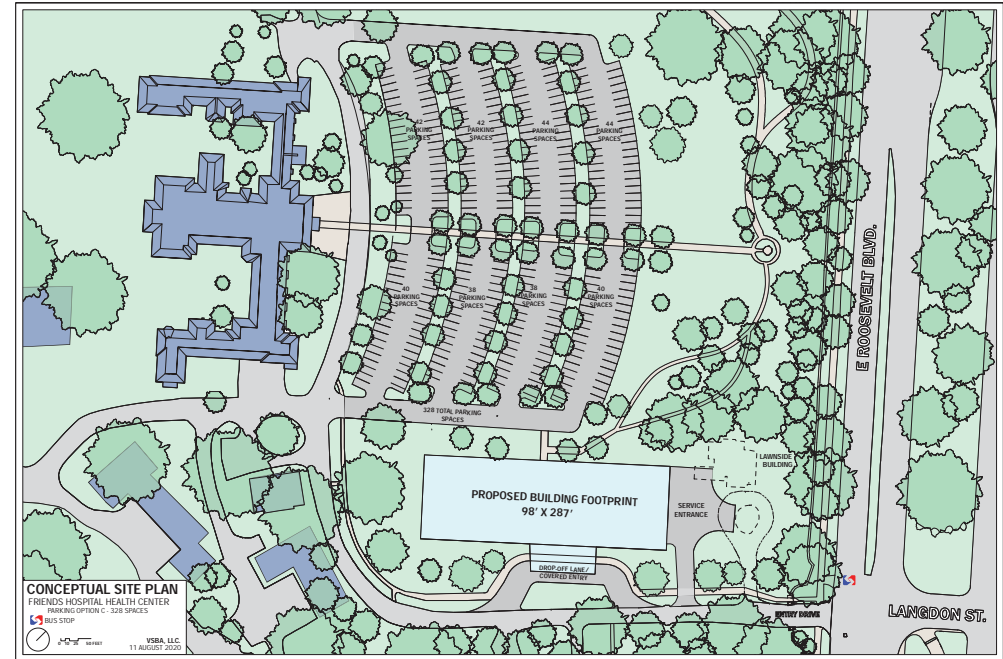 42
PARKING
SPACES
42
PARKING
SPACES
44
PARKING
SPACES
44
PARKING
SPACES
40
PARKING
SPACES
38
PARKING
SPACES
38
PARKING
SPACES
40
PARKING
SPACES
328 TOTAL PARKING
SPACES
E ROOSEVELT BLVD.
LAWNSIDE
BUILDING
PROPOSED BUILDING FOOTPRINT
98' X 287'
SERVICE
ENTRANCE
DROP-OFF LANE/
COVERED ENTRY
ENTRY DRIVE
LANGDON ST.
CONCEPTUAL SITE PLAN
FRIENDS HOSPITAL HEALTH CENTER
PARKING OPTION C - 328 SPACES
BUS STOP
VSBA, LLC.
11 AUGUST 2020